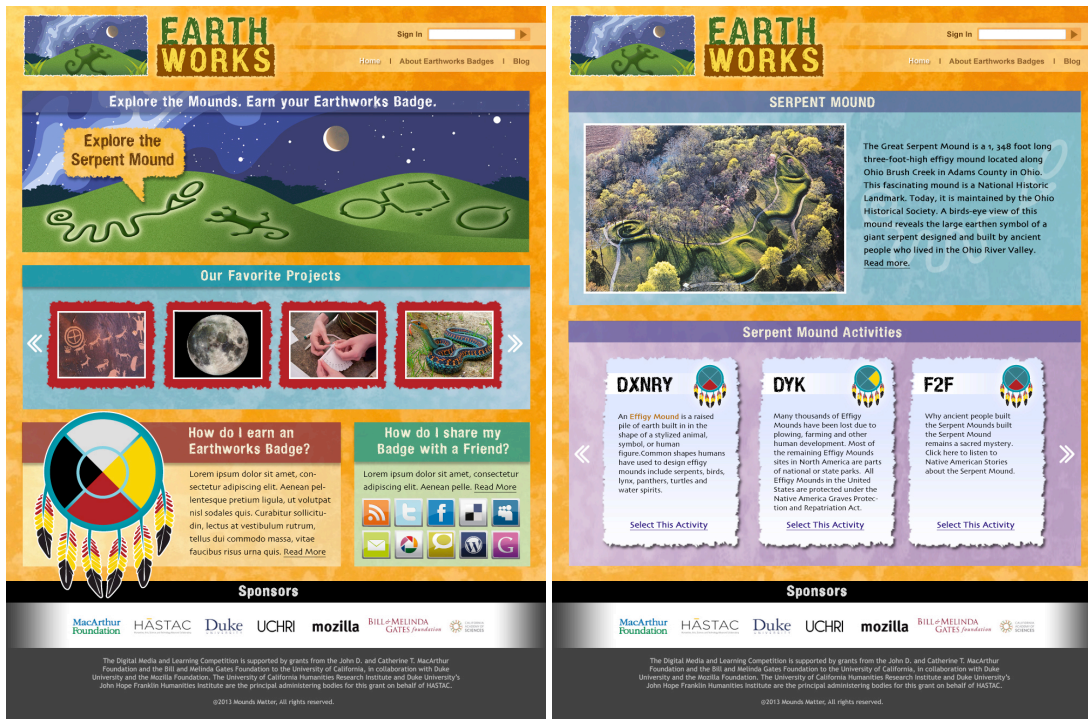 EARTH
WORKS
Sign In
Home | About Earthworks Badges | Blog
Explore the Mounds. Earn your Earthworks Badge.
Explore the
Serpent Mound
Our Favorite Projects
How do I earn an
Earthworks Badge?
Lorem ipsum dolor sit amet, con-
sectetur adipiscing elit. Aenean pel-
lentesque pretium ligula, ut volutpat
nisl sodales quis. Curabitur sollicitu-
din, lectus at vestibulum rutrum,
tellus dui commodo massa, vitae
faucibus risus urna quis. Read More
How do I share my
Badge with a Friend?
Lorem ipsum dolor sit amet, consectetur
adipiscing elit. Aenean pelle. Read More
Sponsors
MacArthur
Foundation
HASTAC
Duke
UNIVERSITY
UCHRI
mozilla
BILL & MELINDA
GATES foundation
CALIFORNIA
ACADEMY OF
SCIENCES
The Digital Media and Learning Competition is supported by grants from the John D. and Catherine T. MacArthur
Foundation and the Bill and Melinda Gates Foundation to the University of California, in collaboration with Duke
University and the Mozilla Foundation. The University of California Humanities Research Institute and Duke University's
John Hope Franklin Humanities Institute are the principal administering bodies for this grant on behalf of HASTAC.
@2013 Mounds Matter, All rights reserved.
EARTH
WORKS
Sign In
Home | About Earthworks Badges | Blog
SERPENT MOUND
The Great Serpent Mound is a 1, 348 foot long
three-foot-high effigy mound located along
Ohio Brush Creek in Adams County in Ohio.
This fascinating mound is a National Historic
Landmark. Today, it is maintained by the Ohio
Historical Society. A birds-eye view of this
mound reveals the large earthen symbol of a
giant serpent designed and built by ancient
people who lived in the Ohio River Valley.
Read more.
Serpent Mound Activities
DXNRY
An Effigy Mound is a raised
pile of earth built in in the
shape of a stylized animal,
symbol, or human
figure.Common shapes humans
have used to design effigy
mounds include serpents, birds,
lynx, panthers, turtles and
water spirits.
Select This Activity
DYK
Many thousands of Effigy
Mounds have been lost due to
plowing, farming and other
human development. Most of
the remaining Effigy Mounds
sites in North America are parts
of national or state parks. All
Effigy Mounds in the United
States are protected under the
Native America Graves Protec-
tion and Repatriation Act.
Select This Activity
F2F
Why ancient people built
the Serpent Mounds built
the Serpent Mound
remains a sacred mystery.
Click here to listen to
Native American Stories
about the Serpent Mound.
Select This Activity
Sponsors
MacArthur
Foundation
HASTAC
Duke
UNIVERSITY
UCHRI
mozilla
BILL & MELINDA
GATES foundation
CALIFORNIA
ACADEMY OF
SCIENCES
The Digital Media and Learning Competition is supported by grants from the John D. and Catherine T. MacArthur
Foundation and the Bill and Melinda Gates Foundation to the University of California, in collaboration with Duke
University and the Mozilla Foundation. The University of California Humanities Research Institute and Duke University's
John Hope Franklin Humanities Institute are the principal administering bodies for this grant on behalf of HASTAC.
@2013 Mounds Matter, All rights reserved.